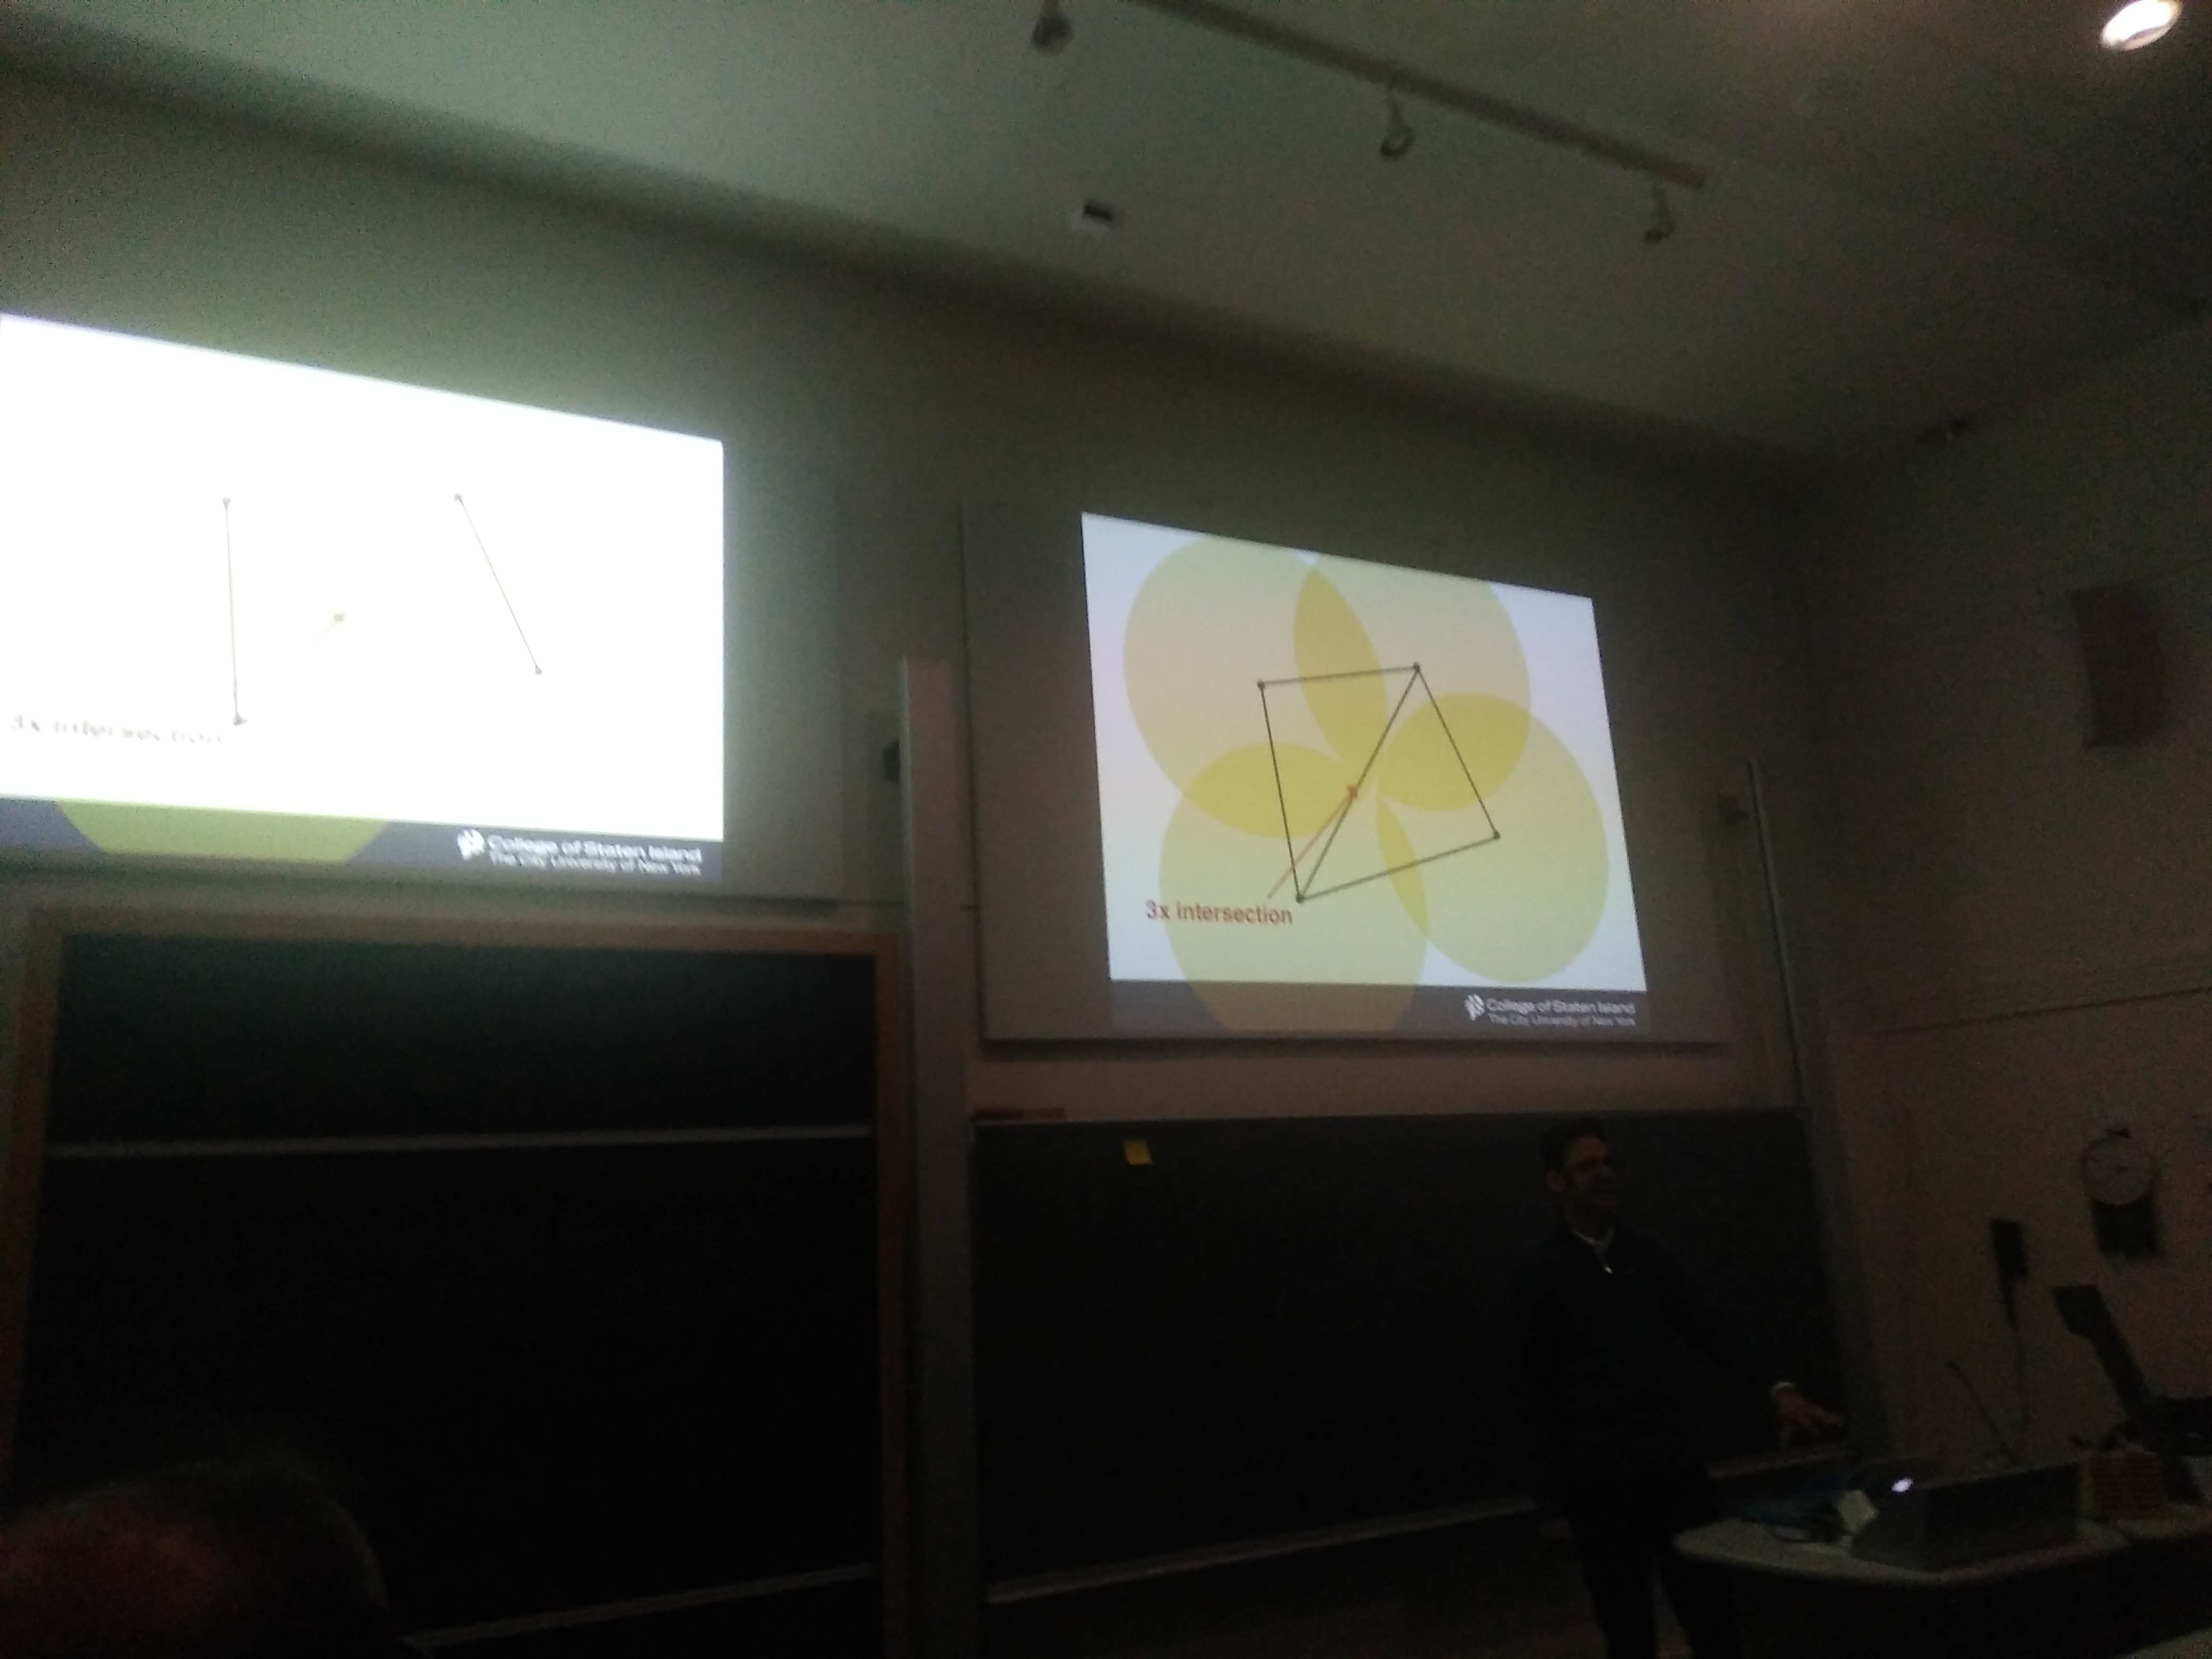 3x intersection
College of Staten Island
The City University of New York
3x intersection
College of Staten Island
The City University of New York